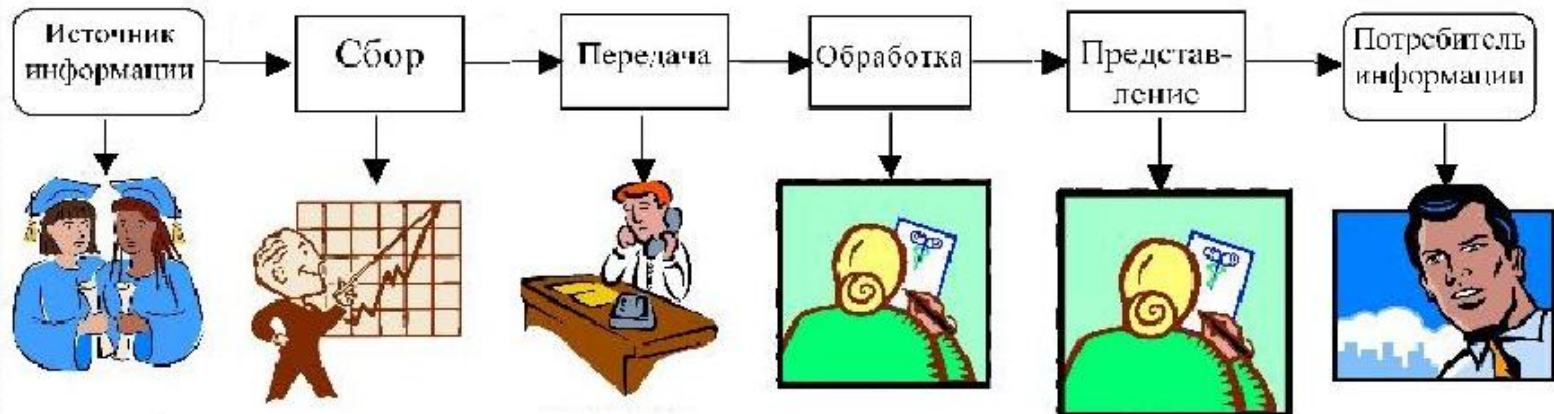 Источник
информации
Сбор
Передача
Обработка
Представ-
ление
Потребитель
информации